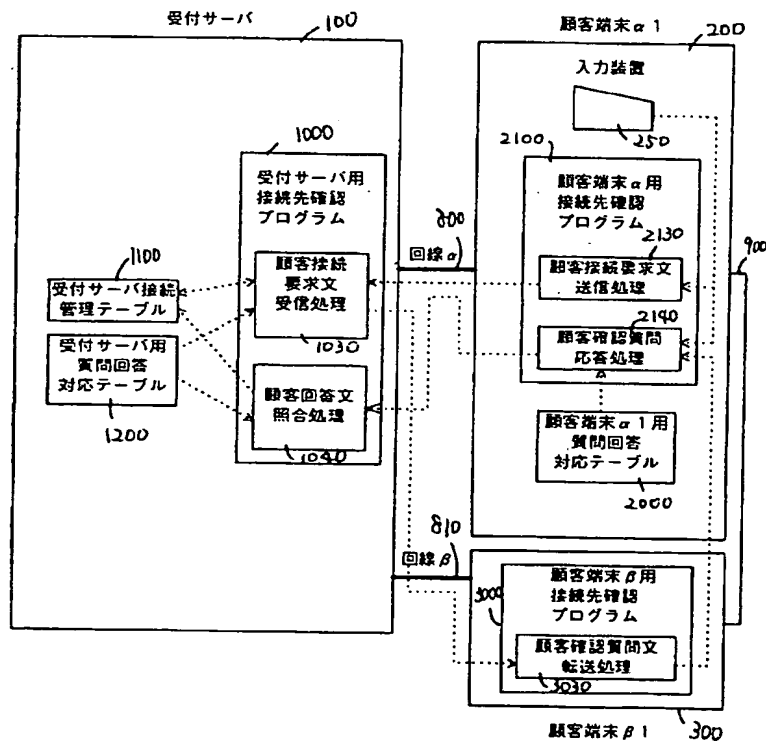 受付サーバ
100
1000
受付サーバ用
接続先確認
プログラム
1100
受付サーバ接続
管理テーブル
顧客接続
要求文
受信処理
1030
受付サーバ用
質問回答
対応テーブル
1200
顧客回答文
照合処理
1040
800
回線α
810
回線β
顧客端末α1
200
入力装置
250
2100
顧客端末α用
接続先確認
プログラム
2130
顧客接続要求文
送信処理
2140
顧客確認質問
応答処理
顧客端末α1用
質問回答
対応テーブル
2000
900
顧客端末β用
接続先確認
プログラム
3000
顧客確認質問文
転送処理
3030
300
顧客端末β1